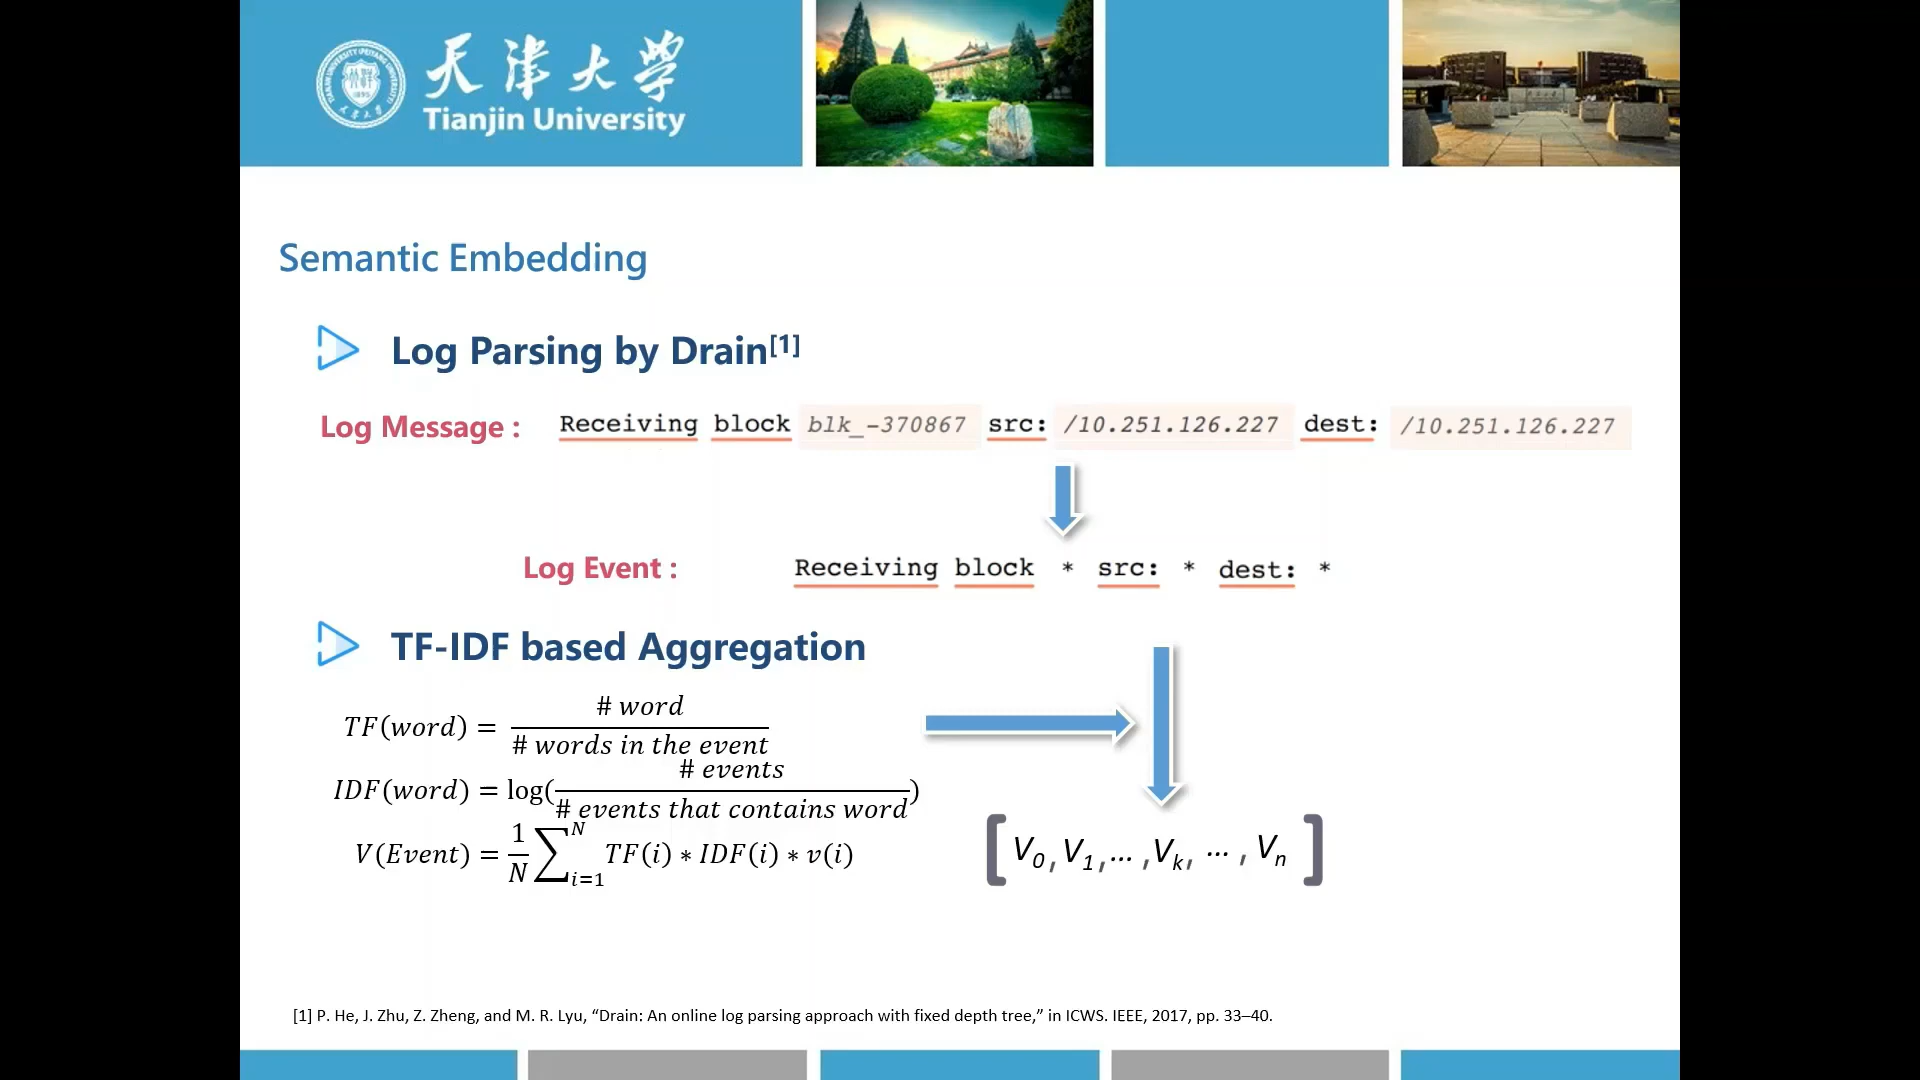 天津大学
Tianjin University
Semantic Embedding
Log Parsing by Drain[1]
Log Message : Receiving block blk_-370867 src: /10.251.126.227 dest: /10.251.126.227
Log Event : Receiving block * src: * dest: *
TF-IDF based Aggregation
TF(word) = # word / # words in the event
IDF(word) = log(# events / # events that contains word)
V(Event) = 1/N ∑_{i=1}^{N} TF(i) * IDF(i) * v(i)
[V0, V1, ... , Vk, ... , Vn]
[1] P. He, J. Zhu, Z. Zheng, and M. R. Lyu, “Drain: An online log parsing approach with fixed depth tree,” in ICWS. IEEE, 2017, pp. 33–40.